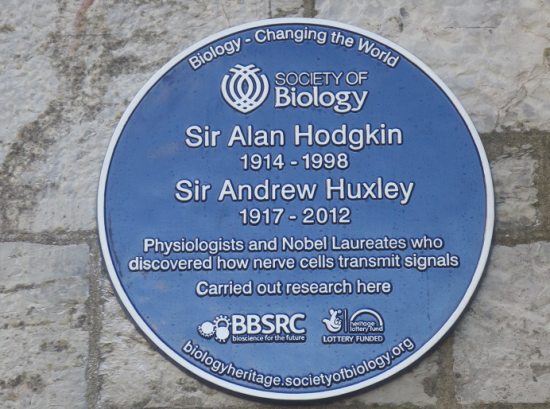 Biology - Changing the World
SOCIETY OF
Biology
Sir Alan Hodgkin
1914 - 1998
Sir Andrew Huxley
1917 - 2012
Physiologists and Nobel Laureates who
discovered how nerve cells transmit signals
Carried out research here
BBSRC
bioscience for the future
heritage
lottery fund
LOTTERY FUNDED
biologyheritage.societyofbiology.org